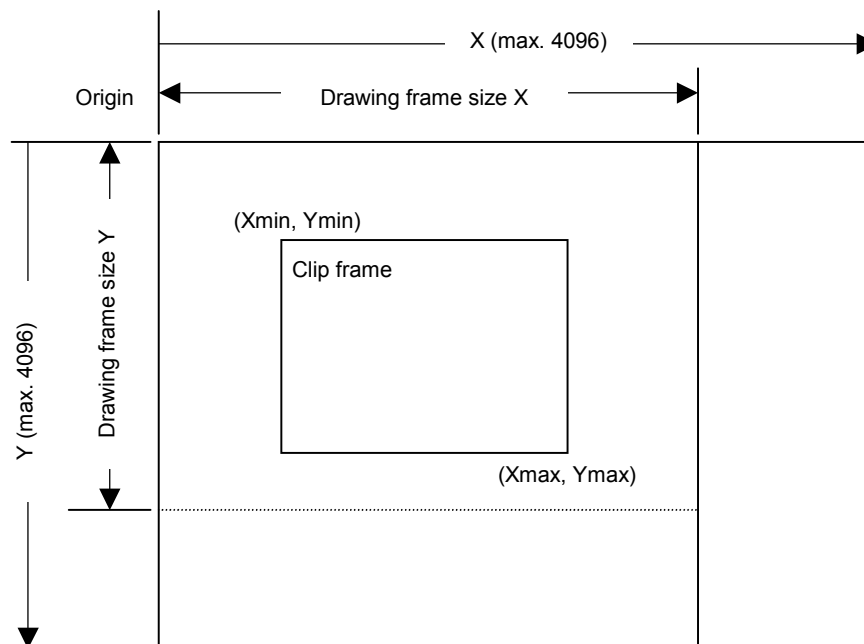 X (max. 4096)
Origin
Drawing frame size X
(Xmin, Ymin)
Clip frame
Drawing frame size Y
Y (max. 4096)
(Xmax, Ymax)